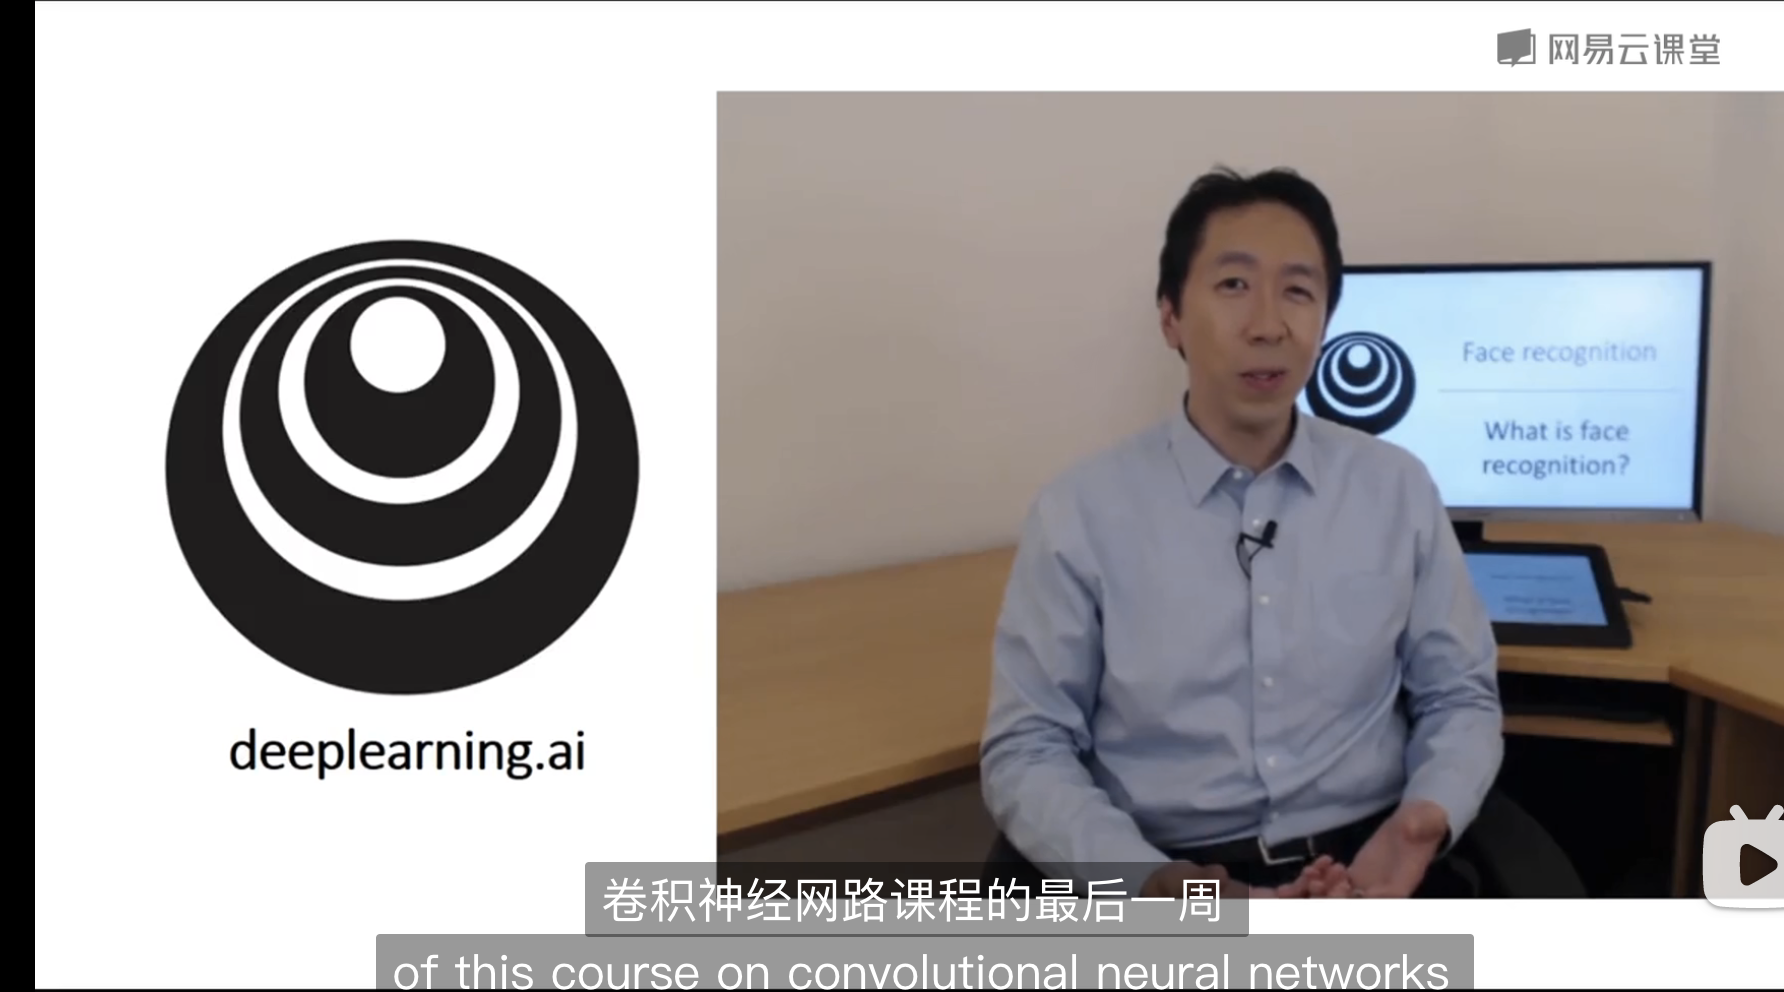 网易云课堂
deeplearning.ai
Face recognition
What is face
recognition?
卷积神经网路课程的最后一周
of this course on convolutional neural networks